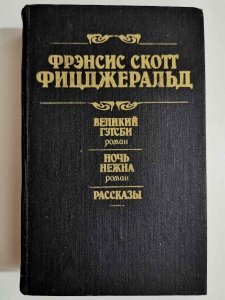 ФРЭНСИС СКОТТ
ФИЦДЖЕРАЛЬД
ВЕЛИКИЙ
ГЭТСБИ
роман
НОЧЬ
НЕЖНА
роман
РАССКАЗЫ